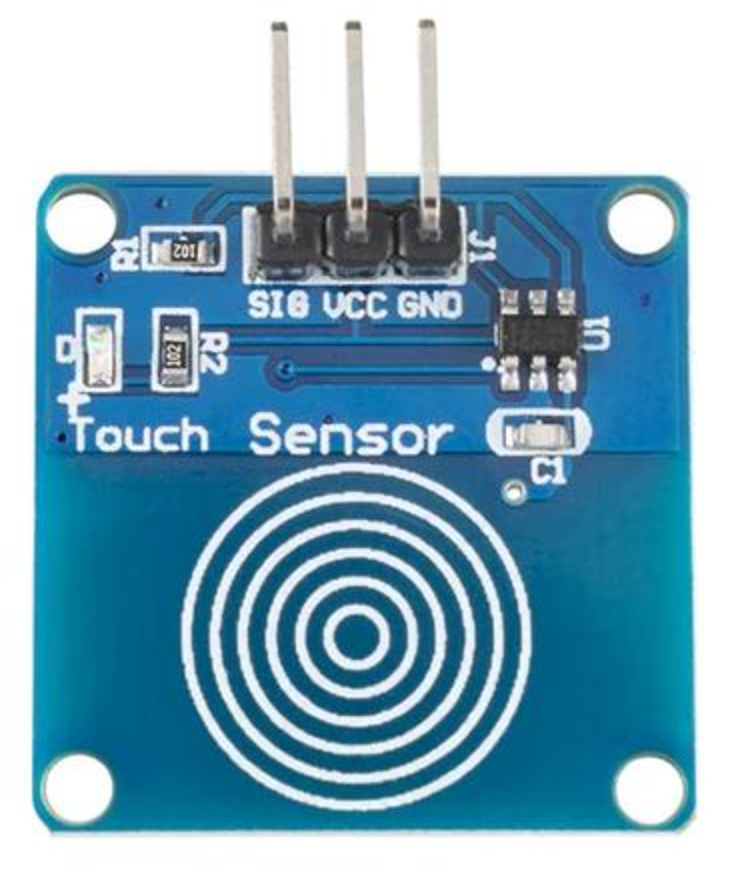 R1
102
J1
SIG VCC GND
D
102
R2
U1
+
Touch Sensor
C1